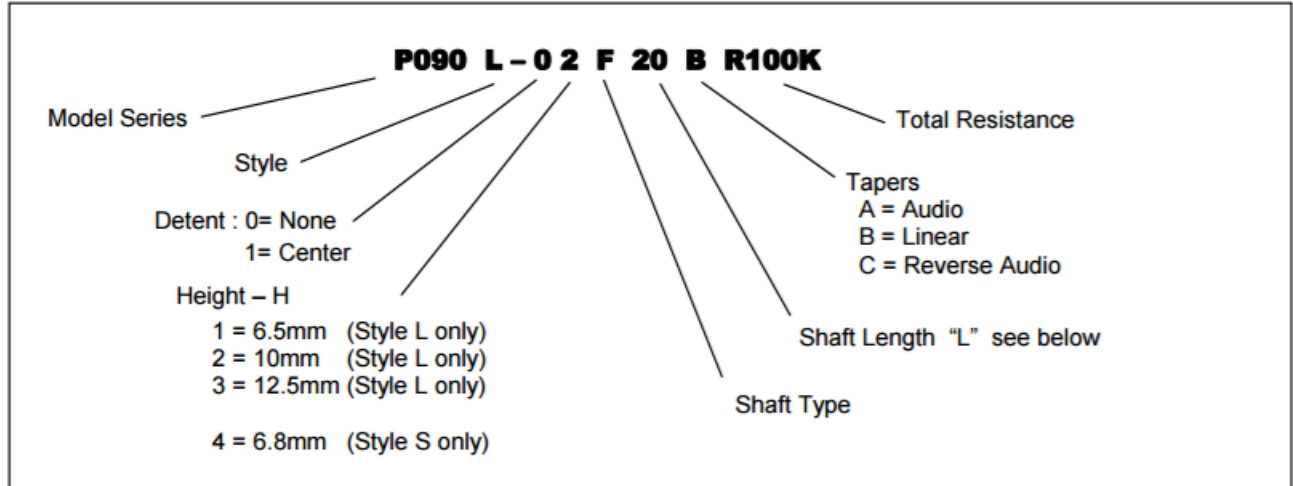 P090 L – 0 2 F 20 B R100K
Model Series
Total Resistance
Style
Tapers
A = Audio
B = Linear
C = Reverse Audio
Detent : 0= None
1= Center
Height – H
1 = 6.5mm (Style L only)
2 = 10mm (Style L only)
3 = 12.5mm (Style L only)
4 = 6.8mm (Style S only)
Shaft Length “L” see below
Shaft Type